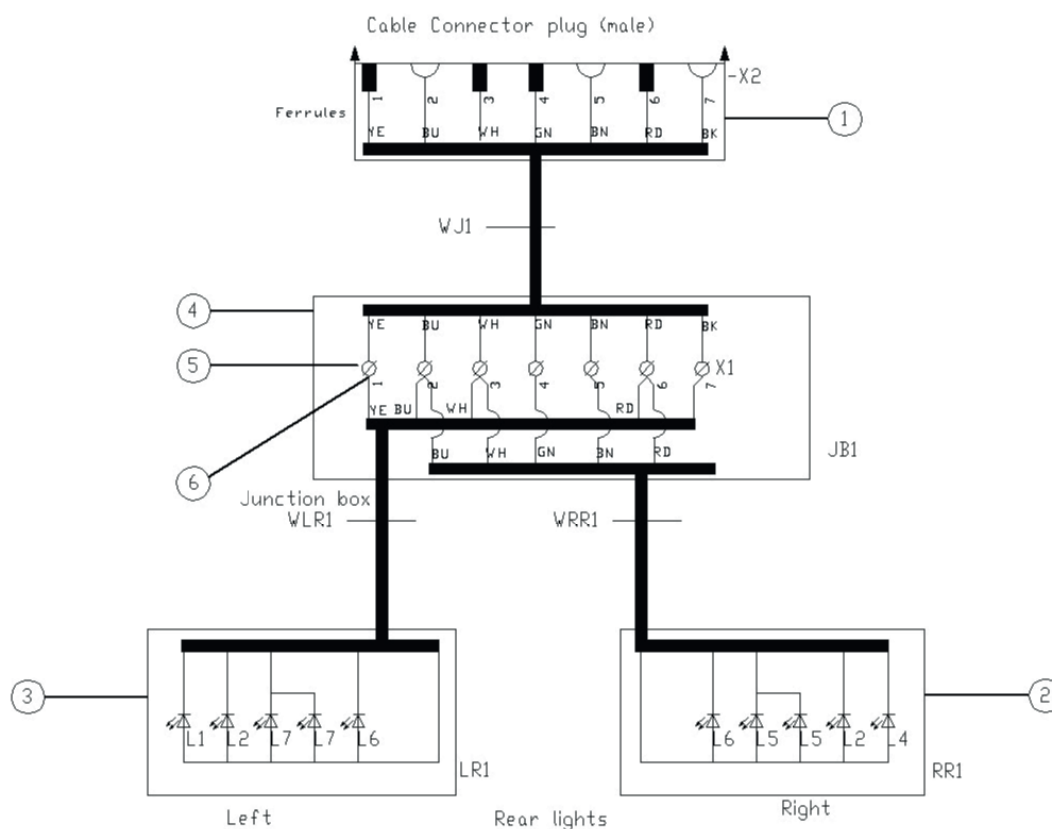 Cable Connector plug (male)
-X2
1 2 3 4 5 6 7
Ferrules
1
YE BU WH GN BN RD BK
WJ1
4
YE BU WH GN BN RD BK
5
X1
1 2 3 4 5 6 7
YE BU WH RD
BU WH GN BN RD
JB1
6
Junction box
WLR1 WRR1
3
2
L1 L2 L7 L7 L6
L6 L5 L5 L2 L4
LR1
RR1
Left
Rear lights
Right